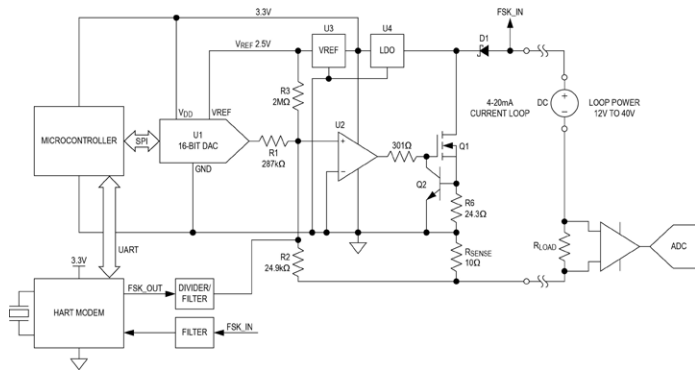 FSK_IN
3.3V
U3
U4
D1
VREF 2.5V
VREF
LDO
R3
2MΩ
4-20mA
CURRENT LOOP
DC
LOOP POWER
12V TO 40V
VDD
VREF
U1
16-BIT DAC
MICROCONTROLLER
SPI
GND
R1
287kΩ
U2
+
−
301Ω
Q1
Q2
R6
24.3Ω
RSENSE
10Ω
RLOAD
ADC
UART
R2
24.9kΩ
3.3V
FSK_OUT
DIVIDER/
FILTER
HART MODEM
FILTER
FSK_IN